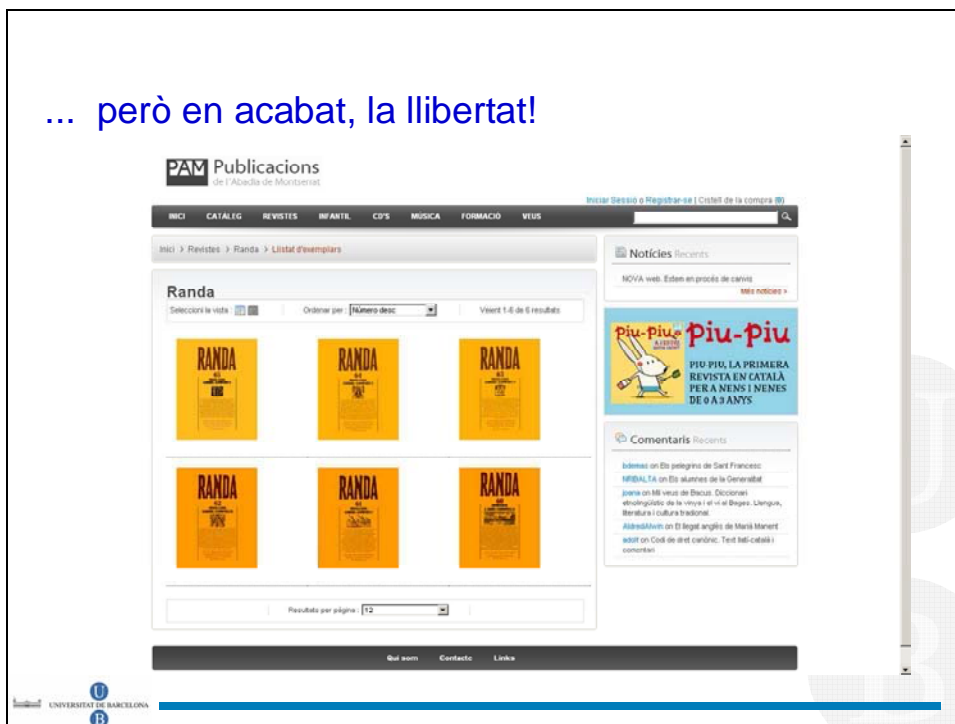 ... però en acabat, la llibertat!
PAM Publicacions
de l'Abadia de Montserrat
Iniciar Sessió o Registrar-se | Cistell de la compra (0)
INICI CATÀLEG REVISTES INFANTIL CD'S MÚSICA FORMACIÓ VEUS
Inici > Revistes > Randa > Llistat d'exemplars
Randa
Seleccioni la vista :
Ordenar per : Número desc
Veient 1-6 de 6 resultats
RANDA
65
RANDA
64
RANDA
63
RANDA
62
RANDA
61
RANDA
60
Resultats per pàgina : 12
Notícies Recents
NOVA web. Estem en procés de canvis
Més notícies >
Piu-Piu
Piu-Piu
PIU-PIU, LA PRIMERA
REVISTA EN CATALÀ
PER A NENS I NENES
DE 0 A 3 ANYS
Comentaris Recents
bdemas on Els pelegrins de Sant Francesc
NRIBALTA on Els alumnes de la Generalitat
joana on Mil veus de Bacus. Diccionari
etnolingüístic de la vinya i el vi al Bages. Llengua,
literatura i cultura tradicional.
AldredAlwin on El llegat anglès de Marià Manent
adolf on Codi de dret canònic. Text llatí-català i
comentari
Qui som Contacte Links
UNIVERSITAT DE BARCELONA
U
B